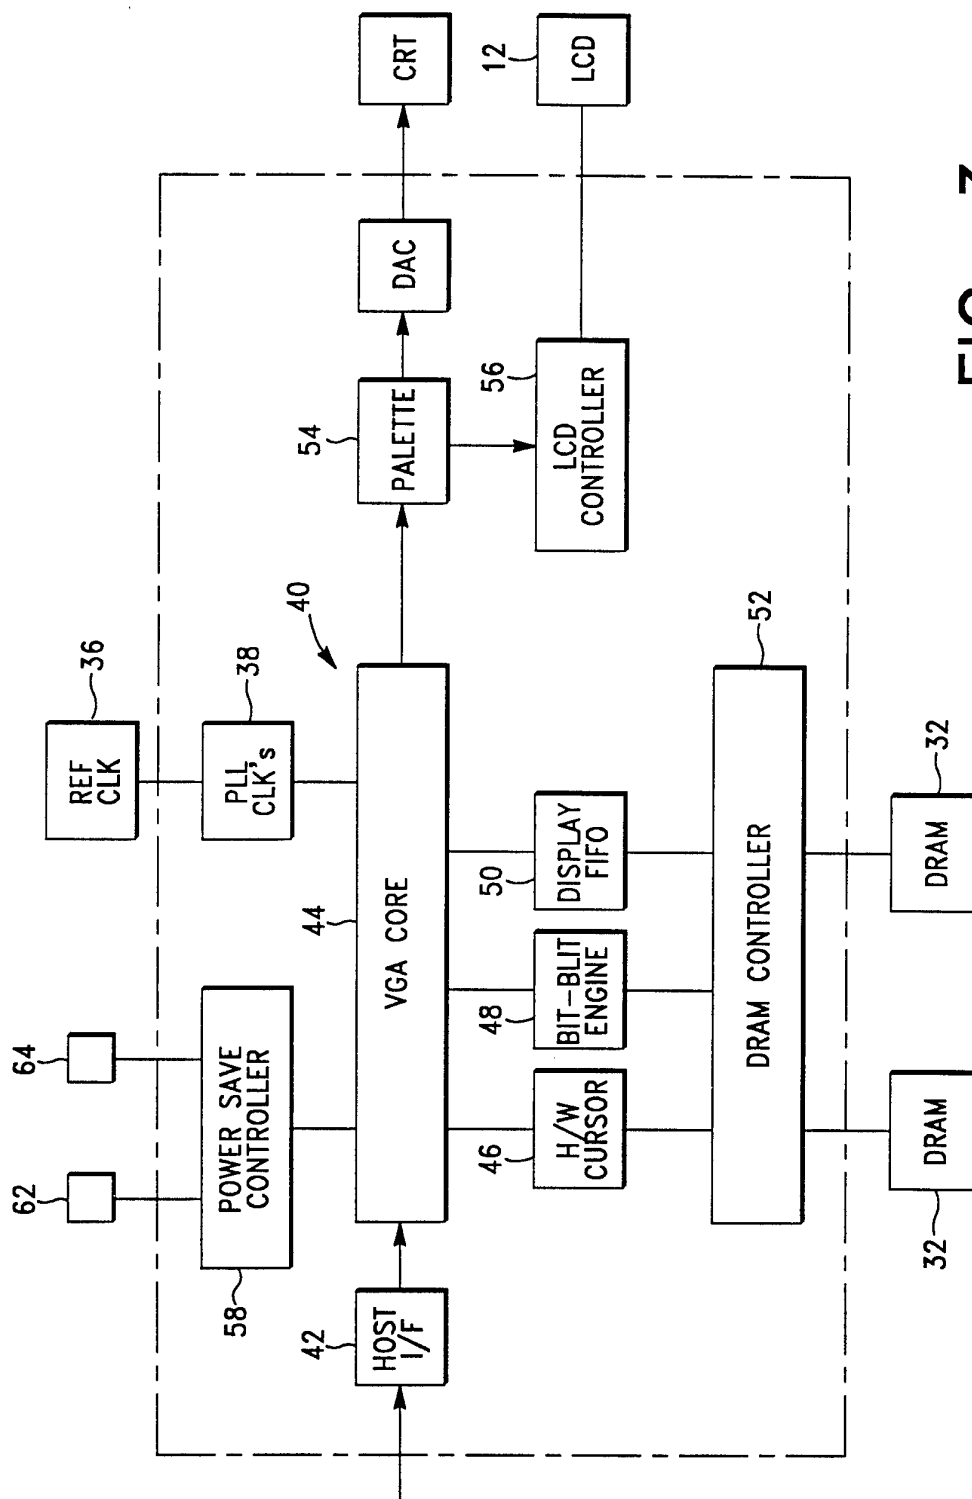 62
64
36
REF
CLK
58
POWER SAVE
CONTROLLER
38
PLL
CLK's
40
42
HOST
I/F
44
VGA CORE
54
PALETTE
DAC
CRT
46
H/W
CURSOR
48
BIT-BLIT
ENGINE
50
DISPLAY
FIFO
56
LCD
CONTROLLER
12
LCD
52
DRAM CONTROLLER
32
DRAM
32
DRAM